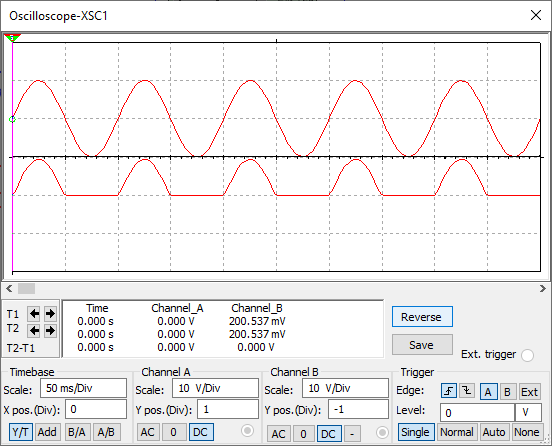 Oscilloscope-XSC1
T1
T2
T2-T1
Time Channel_A Channel_B
0.000 s 0.000 V 200.537 mV
0.000 s 0.000 V 200.537 mV
0.000 s 0.000 V 0.000 V
Reverse
Save
Ext. trigger
Timebase
Scale: 50 ms/Div
X pos.(Div): 0
Y/T Add B/A A/B
Channel A
Scale: 10 V/Div
Y pos.(Div): 1
AC 0 DC
Channel B
Scale: 10 V/Div
Y pos.(Div): -1
AC 0 DC -
Trigger
Edge: A B Ext
Level: 0 V
Single Normal Auto None